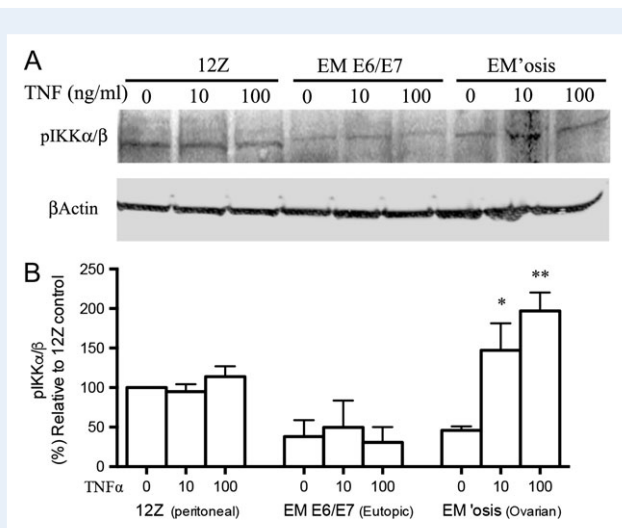 A
12Z EM E6/E7 EM'osis
TNF (ng/ml) 0 10 100 0 10 100 0 10 100
pIKKα/β
βActin
B
pIKKα/β
(%) Relative to 12Z control
250
200
150
100
50
0
* **
TNFα 0 10 100 0 10 100 0 10 100
12Z (peritoneal) EM E6/E7 (Eutopic) EM'osis (Ovarian)